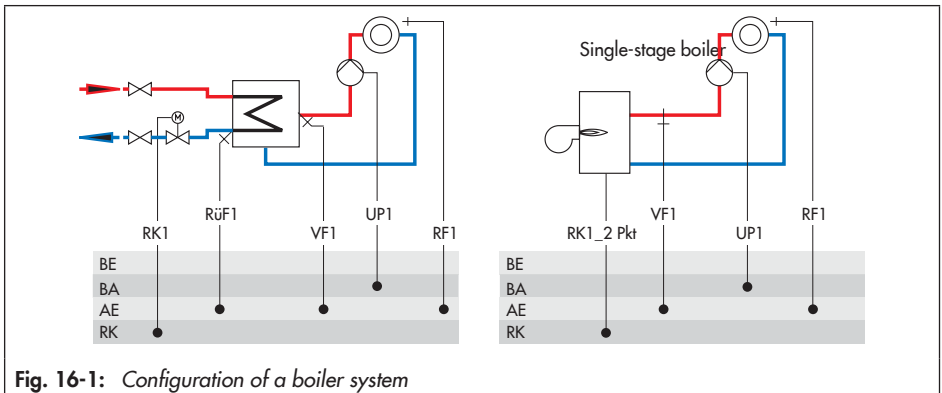 Single-stage boiler
M
RüF1
UP1
RK1
VF1
RF1
BE
BA
AE
RK
VF1
RF1
RK1_2 Pkt
UP1
BE
BA
AE
RK
Fig. 16-1: Configuration of a boiler system